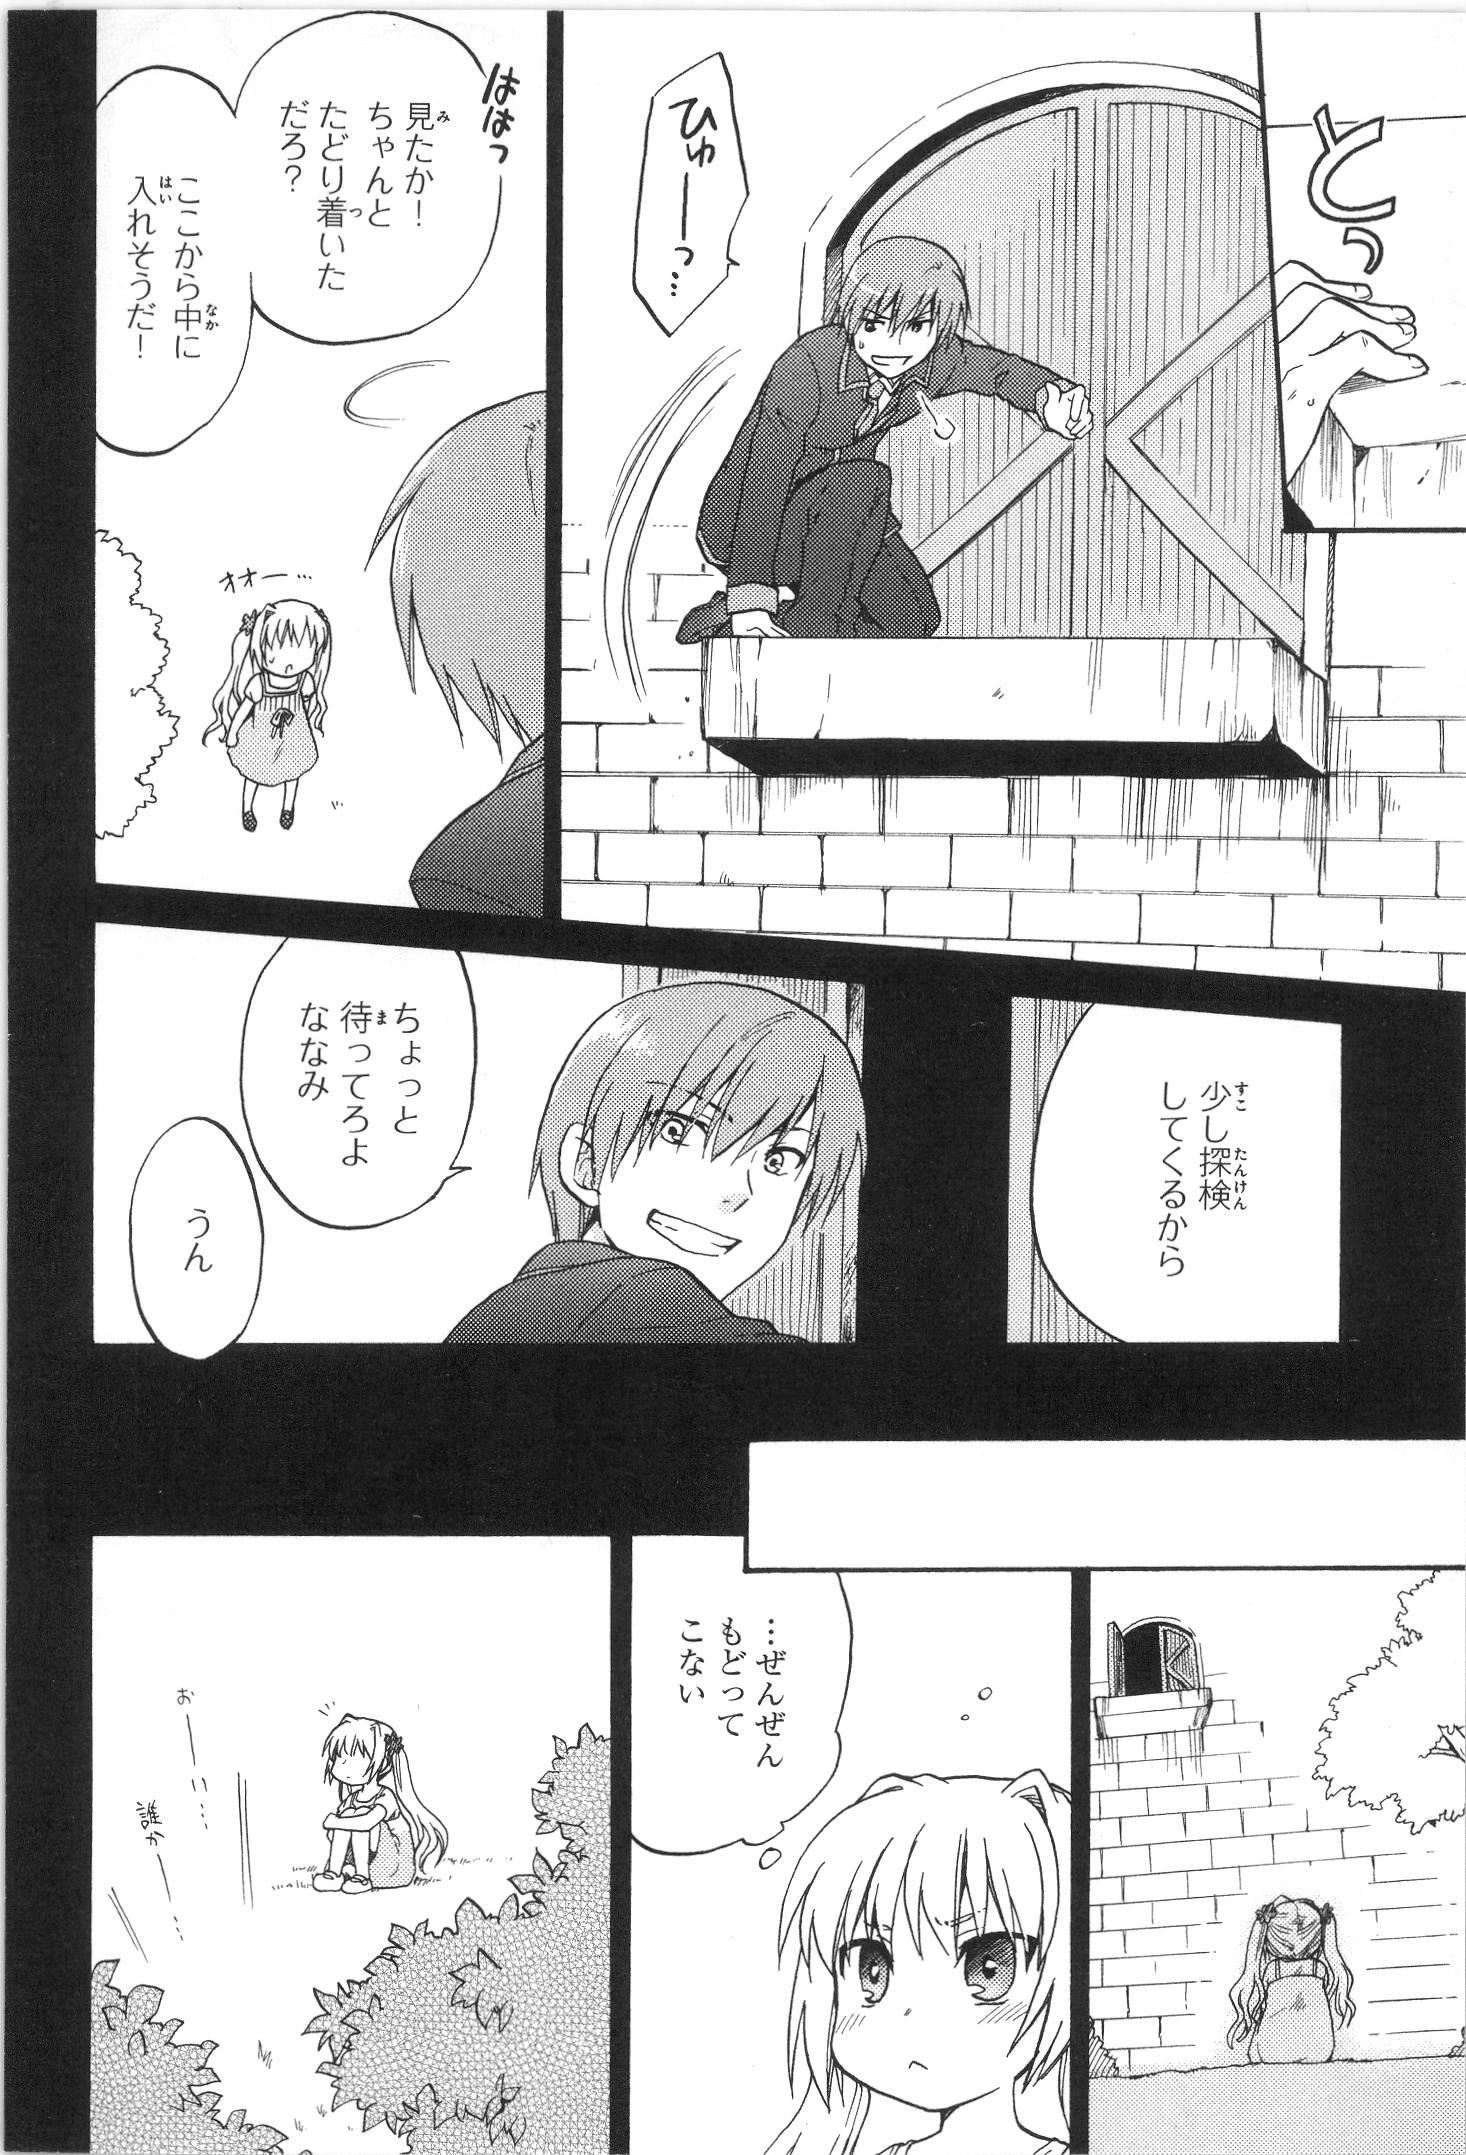 とっ
ひゅーーっ…
ははっ
見たか!
ちゃんと
たどり着いた
だろ?
ここから中に
入れそうだ!
オオー…
少し探検
してくるから
ちょっと
待ってろよ
ななみ
うん
…ぜんぜん
もどって
こない
おーーい…
誰かーー…